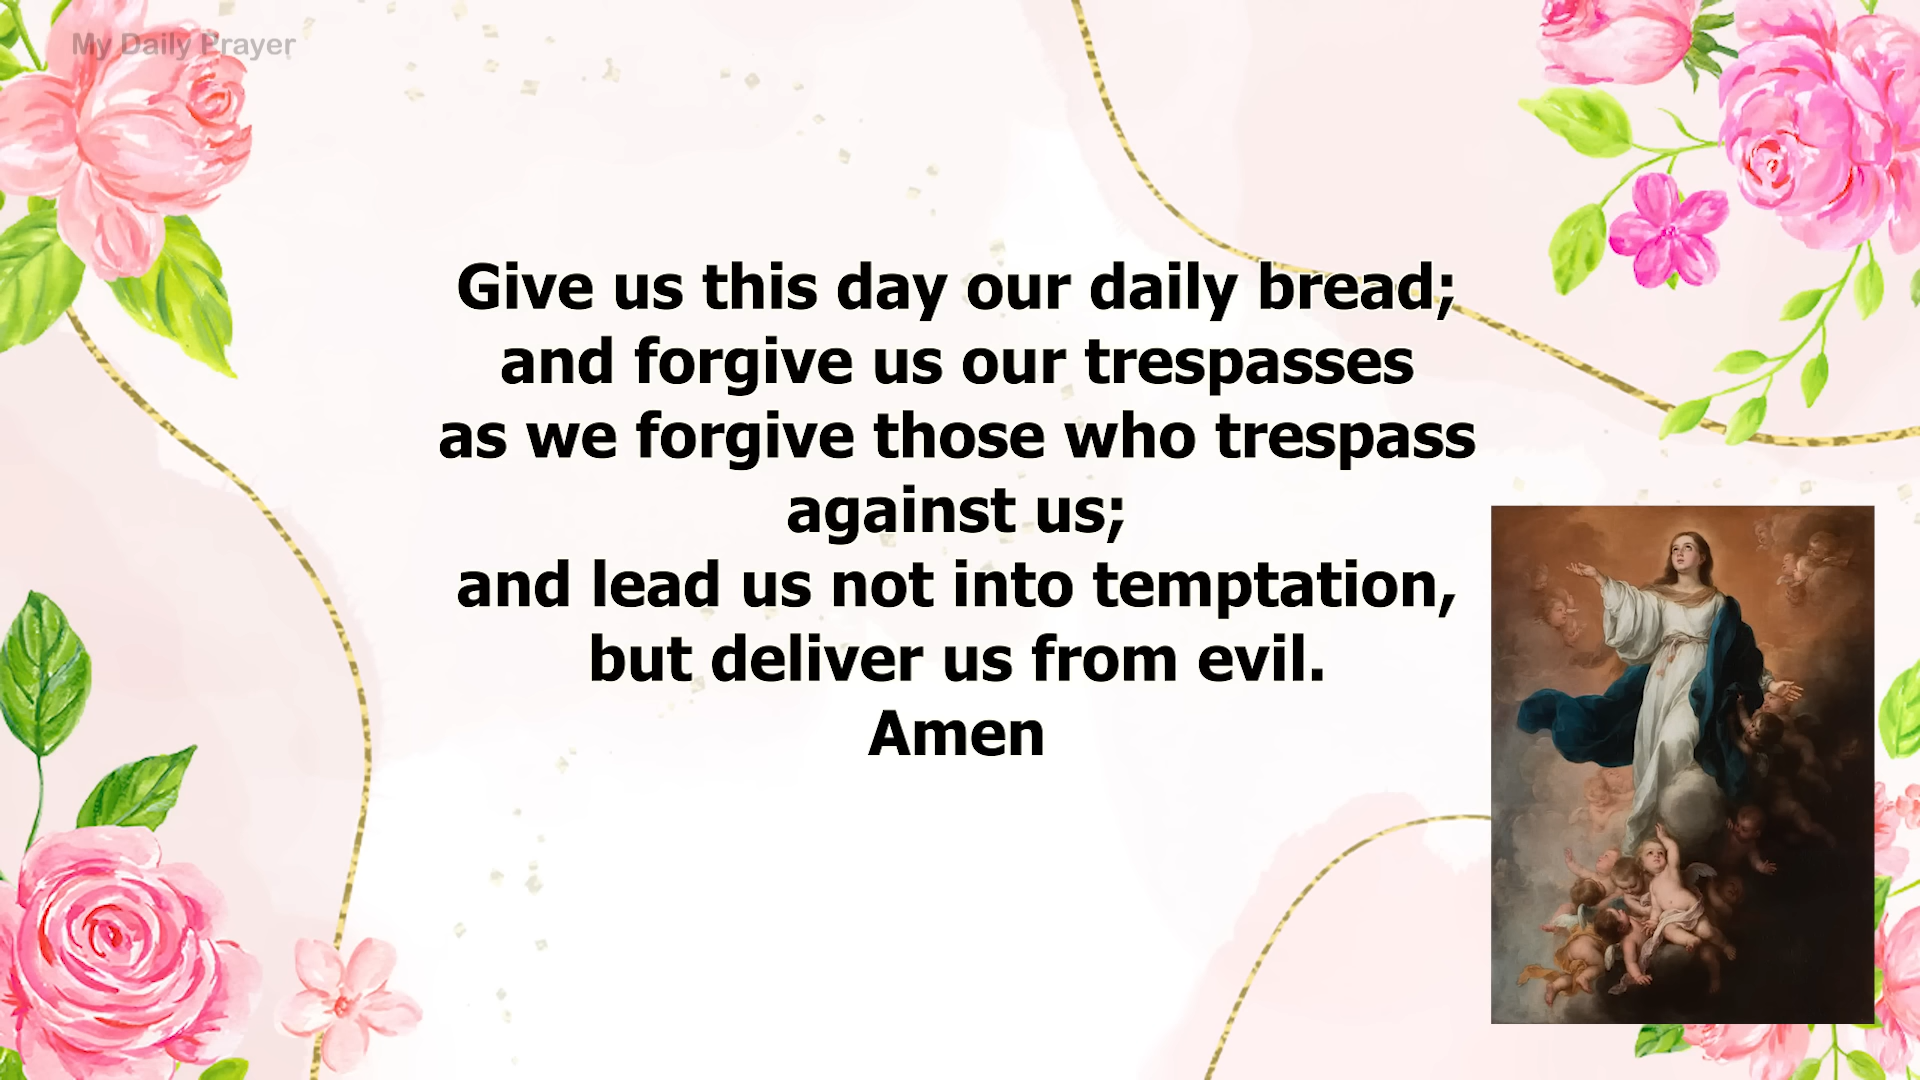 My Daily Prayer
Give us this day our daily bread;
and forgive us our trespasses
as we forgive those who trespass
against us;
and lead us not into temptation,
but deliver us from evil.
Amen